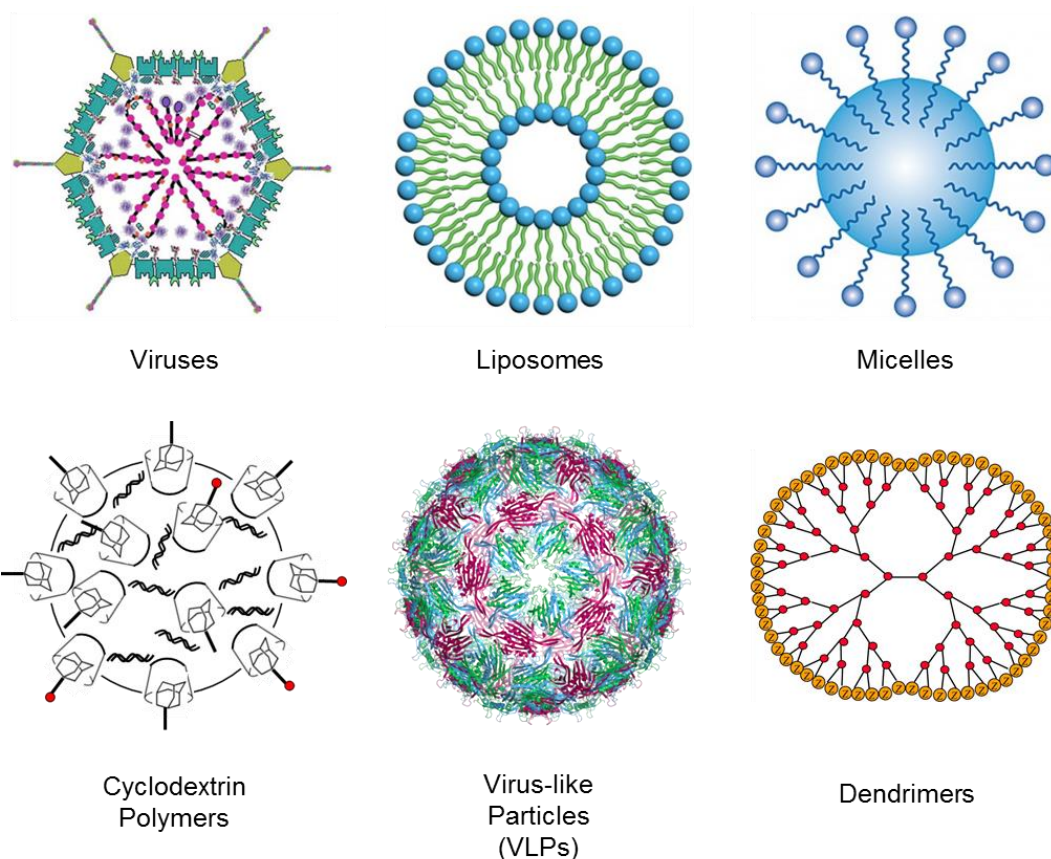 Viruses
Liposomes
Micelles
Cyclodextrin
Polymers
Virus-like
Particles
(VLPs)
Dendrimers